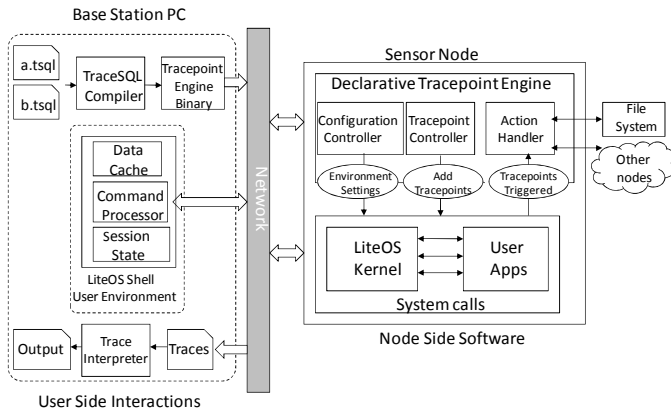 Base Station PC
a.tsql
b.tsql
TraceSQL
Compiler
Tracepoint
Engine
Binary
Data
Cache
Command
Processor
Session
State
LiteOS Shell
User Environment
Output
Trace
Interpreter
Traces
User Side Interactions
Network
Sensor Node
Declarative Tracepoint Engine
Configuration
Controller
Tracepoint
Controller
Action
Handler
File
System
Other
nodes
Environment
Settings
Add
Tracepoints
Tracepoints
Triggered
LiteOS
Kernel
User
Apps
System calls
Node Side Software